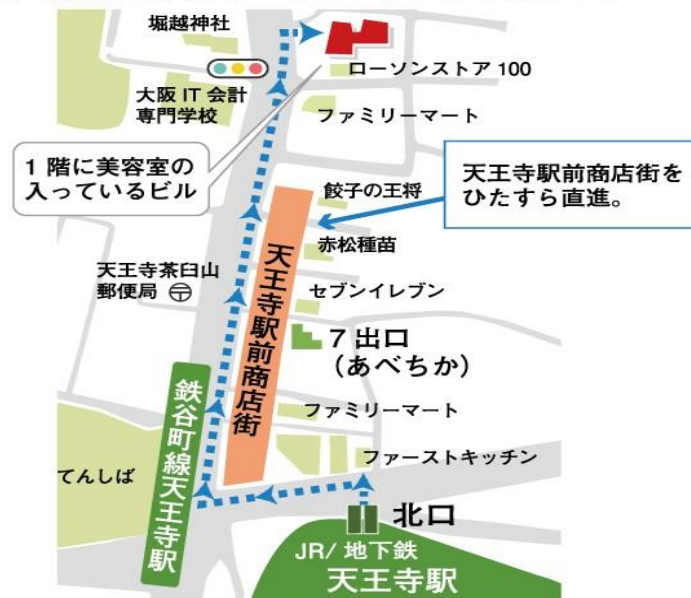 堀越神社
大阪 IT 会計
専門学校
ローソンストア 100
ファミリーマート
1 階に美容室の
入っているビル
天王寺駅前商店街を
ひたすら直進。
餃子の王将
赤松種苗
天王寺茶臼山
郵便局 〶
セブンイレブン
天王寺駅前商店街
7 出口
(あべちか)
ファミリーマート
ファーストキッチン
鉄谷町線天王寺駅
てんしば
北口
JR/ 地下鉄
天王寺駅